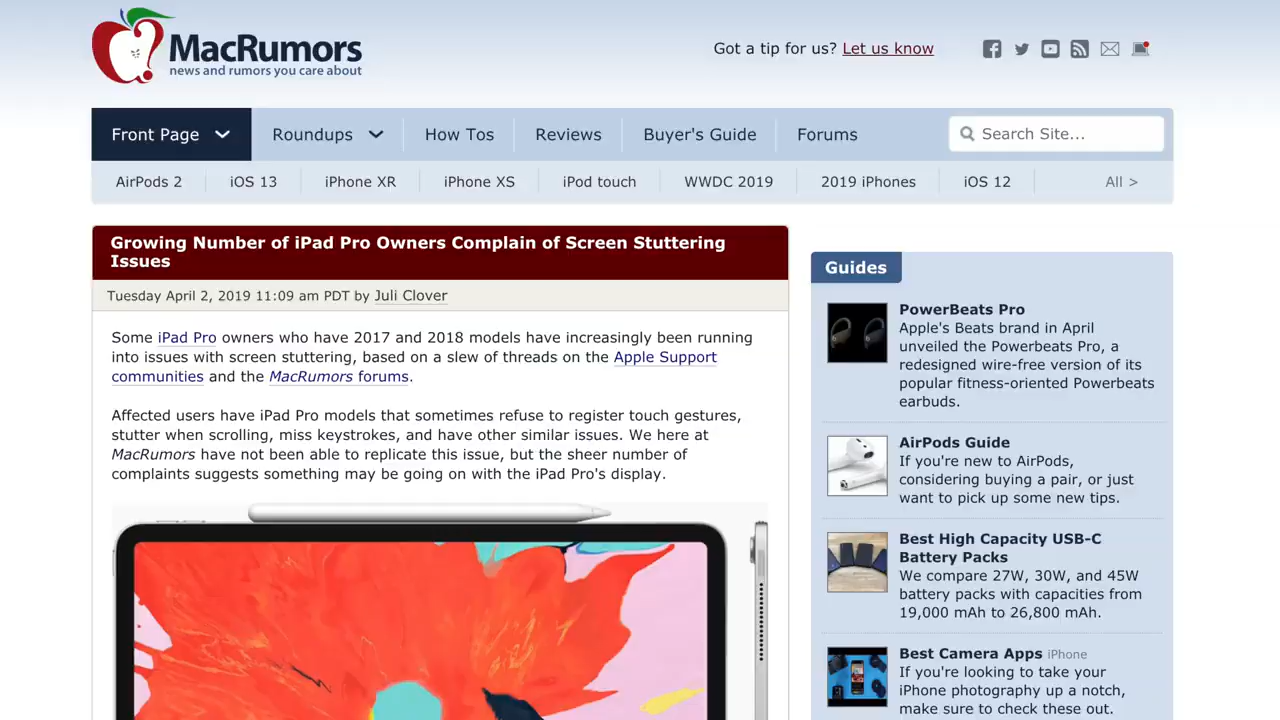 MacRumors
news and rumors you care about
Got a tip for us? Let us know
Front Page
Roundups
How Tos
Reviews
Buyer's Guide
Forums
Search Site...
AirPods 2
iOS 13
iPhone XR
iPhone XS
iPod touch
WWDC 2019
2019 iPhones
iOS 12
All >
Growing Number of iPad Pro Owners Complain of Screen Stuttering
Issues
Tuesday April 2, 2019 11:09 am PDT by Juli Clover
Some iPad Pro owners who have 2017 and 2018 models have increasingly been running
into issues with screen stuttering, based on a slew of threads on the Apple Support
communities and the MacRumors forums.
Affected users have iPad Pro models that sometimes refuse to register touch gestures,
stutter when scrolling, miss keystrokes, and have other similar issues. We here at
MacRumors have not been able to replicate this issue, but the sheer number of
complaints suggests something may be going on with the iPad Pro's display.
Guides
PowerBeats Pro
Apple's Beats brand in April
unveiled the Powerbeats Pro, a
redesigned wire-free version of its
popular fitness-oriented Powerbeats
earbuds.
AirPods Guide
If you're new to AirPods,
considering buying a pair, or just
want to pick up some new tips.
Best High Capacity USB-C
Battery Packs
We compare 27W, 30W, and 45W
battery packs with capacities from
19,000 mAh to 26,800 mAh.
Best Camera Apps iPhone
If you're looking to take your
iPhone photography up a notch,
make sure to check these out.